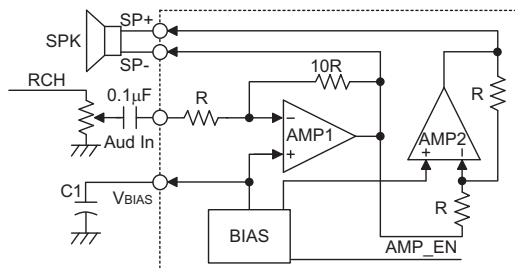 SP+
SPK
SP-
RCH
10R
0.1µF
R
R
−
AMP1
AMP2
Aud In
+
+
−
C1
VBIAS
R
BIAS
AMP_EN